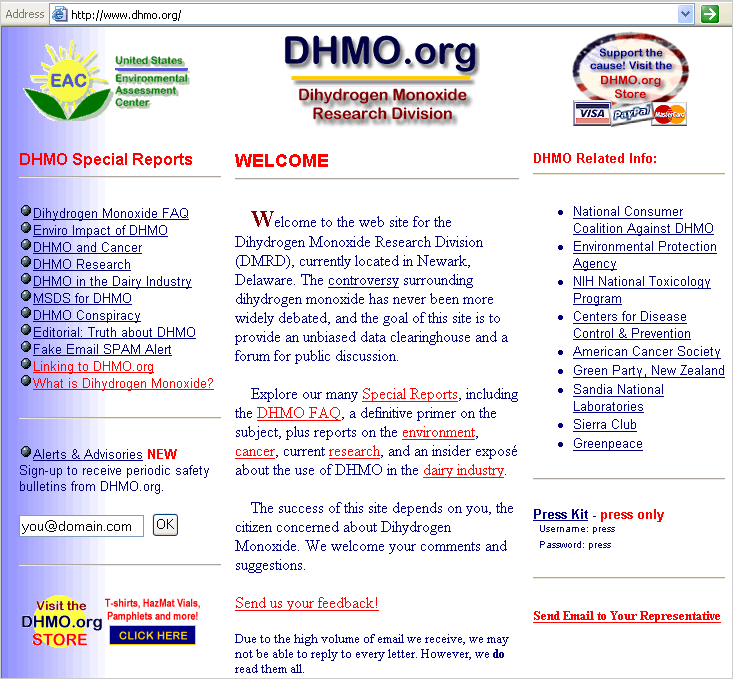 Address http://www.dhmo.org/
EAC
United States
Environmental
Assessment
Center
DHMO.org
Dihydrogen Monoxide
Research Division
Support the
cause! Visit the
DHMO.org
Store
VISA PayPal MasterCard
DHMO Special Reports
Dihydrogen Monoxide FAQ
Enviro Impact of DHMO
DHMO and Cancer
DHMO Research
DHMO in the Dairy Industry
MSDS for DHMO
DHMO Conspiracy
Editorial: Truth about DHMO
Fake Email SPAM Alert
Linking to DHMO.org
What is Dihydrogen Monoxide?
Alerts & Advisories NEW
Sign-up to receive periodic safety
bulletins from DHMO.org.
you@domain.com OK
Visit the
DHMO.org
STORE
T-shirts, HazMat Vials,
Pamphlets and more!
CLICK HERE
WELCOME
Welcome to the web site for the
Dihydrogen Monoxide Research Division
(DMRD), currently located in Newark,
Delaware. The controversy surrounding
dihydrogen monoxide has never been more
widely debated, and the goal of this site is to
provide an unbiased data clearinghouse and a
forum for public discussion.
Explore our many Special Reports, including
the DHMO FAQ, a definitive primer on the
subject, plus reports on the environment,
cancer, current research, and an insider exposé
about the use of DHMO in the dairy industry.
The success of this site depends on you, the
citizen concerned about Dihydrogen
Monoxide. We welcome your comments and
suggestions.
Send us your feedback!
Due to the high volume of email we receive, we may
not be able to reply to every letter. However, we do
read them all.
DHMO Related Info:
National Consumer
Coalition Against DHMO
Environmental Protection
Agency
NIH National Toxicology
Program
Centers for Disease
Control & Prevention
American Cancer Society
Green Party, New Zealand
Sandia National
Laboratories
Sierra Club
Greenpeace
Press Kit - press only
Username: press
Password: press
Send Email to Your Representative